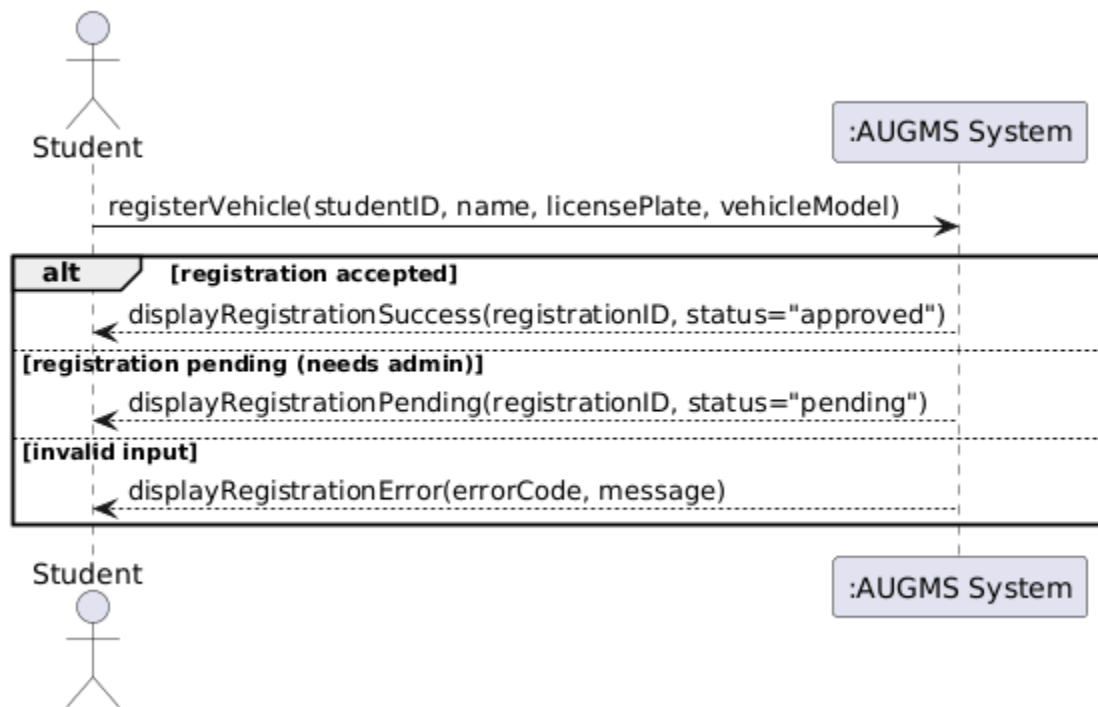 Student
:AUGMS System
registerVehicle(studentID, name, licensePlate, vehicleModel)
alt [registration accepted]
displayRegistrationSuccess(registrationID, status="approved")
[registration pending (needs admin)]
displayRegistrationPending(registrationID, status="pending")
[invalid input]
displayRegistrationError(errorCode, message)
Student
:AUGMS System